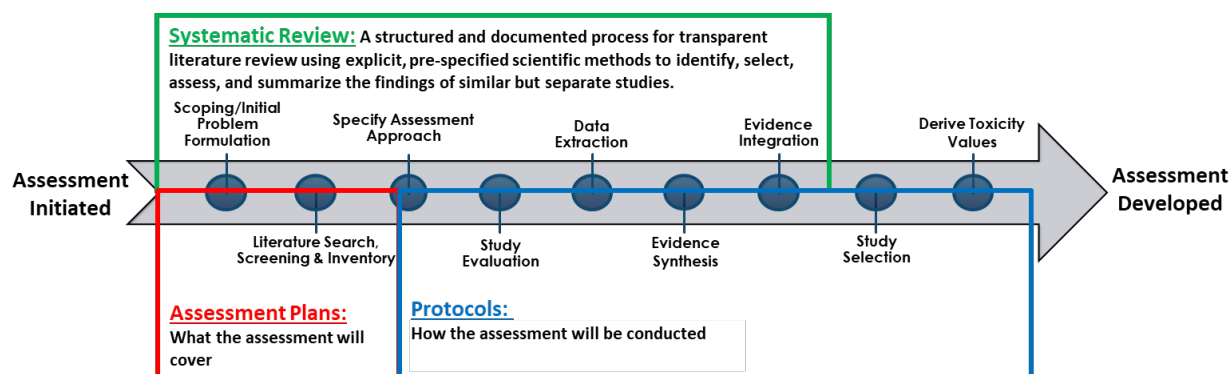 Systematic Review: A structured and documented process for transparent
literature review using explicit, pre-specified scientific methods to identify, select,
assess, and summarize the findings of similar but separate studies.
Scoping/Initial
Problem
Formulation
Specify Assessment
Approach
Data
Extraction
Evidence
Integration
Derive Toxicity
Values
Assessment
Initiated
Assessment
Developed
Literature Search,
Screening & Inventory
Study
Evaluation
Evidence
Synthesis
Study
Selection
Assessment Plans:
What the assessment will
cover
Protocols:
How the assessment will be conducted